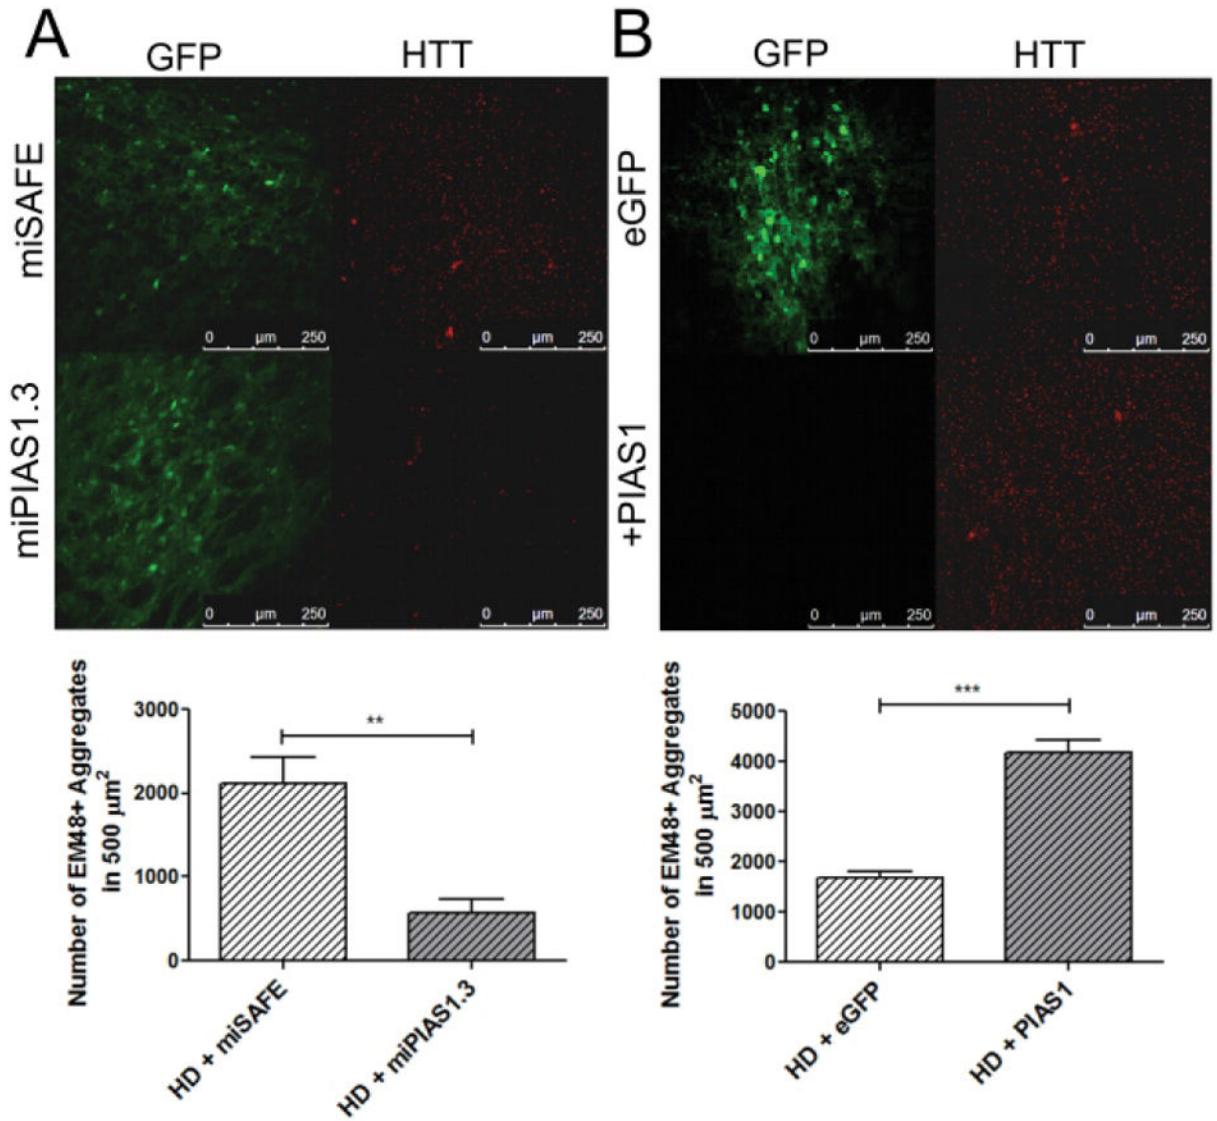 A
GFP
HTT
miSAFE
0 µm 250
0 µm 250
miPIAS1.3
0 µm 250
0 µm 250
Number of EM48+ Aggregates
In 500 µm2
3000
2000
1000
0
**
HD + miSAFE
HD + miPIAS1.3
B
GFP
HTT
eGFP
0 µm 250
0 µm 250
+PIAS1
0 µm 250
0 µm 250
Number of EM48+ Aggregates
In 500 µm2
5000
4000
3000
2000
1000
0
***
HD + eGFP
HD + PIAS1